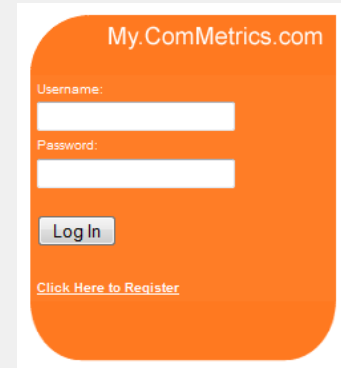 My.ComMetrics.com
Username:
Password:
Log In
Click Here to Register